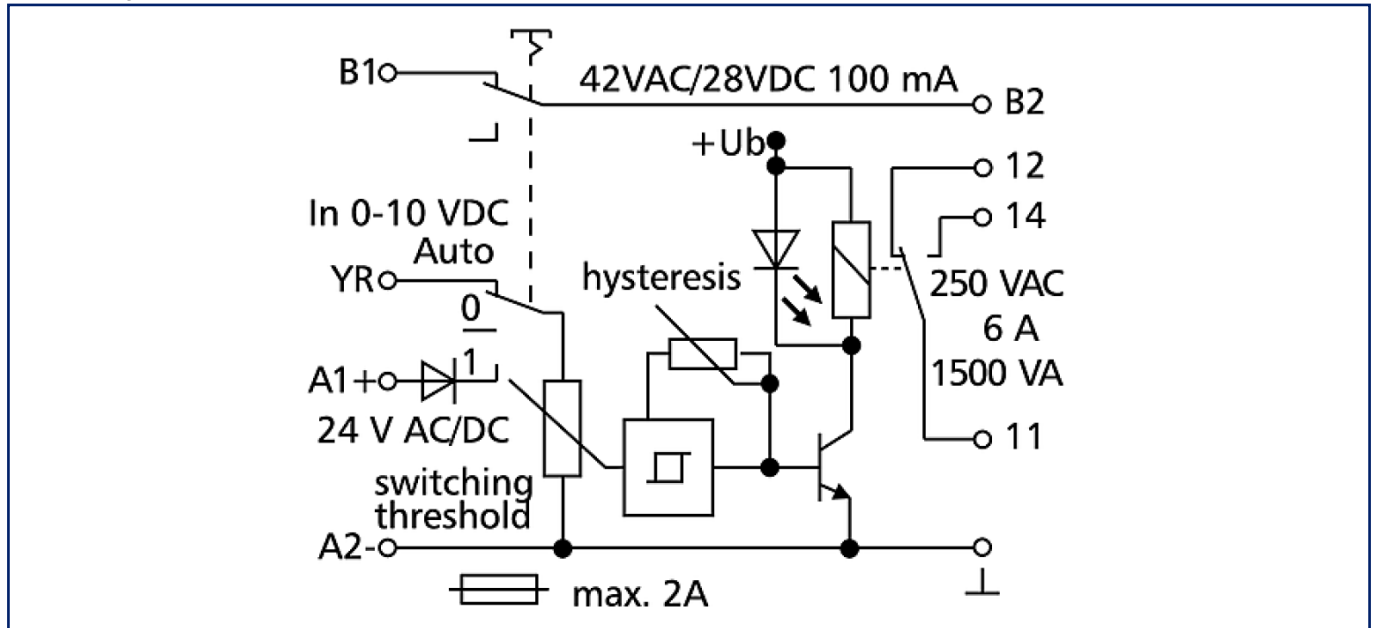 B1
42VAC/28VDC 100 mA
B2
+Ub
12
In 0-10 VDC
14
Auto
YR
hysteresis
250 VAC
0
6 A
1
A1+
1500 VA
24 V AC/DC
11
switching
threshold
A2-
max. 2A